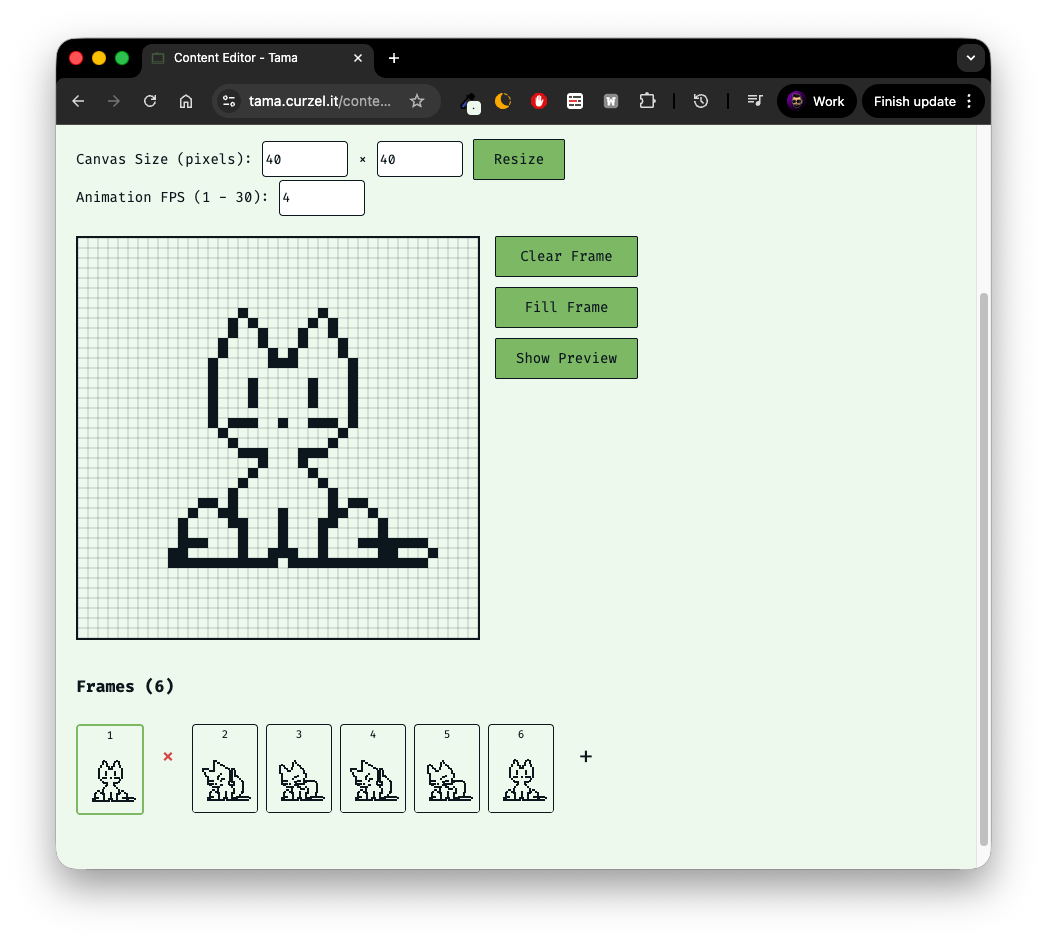 Content Editor - Tama
tama.curzel.it/conte...
Work
Finish update
Canvas Size (pixels): 40 × 40 Resize
Animation FPS (1 - 30): 4
Clear Frame
Fill Frame
Show Preview
Frames (6)
1 × 2 3 4 5 6 +